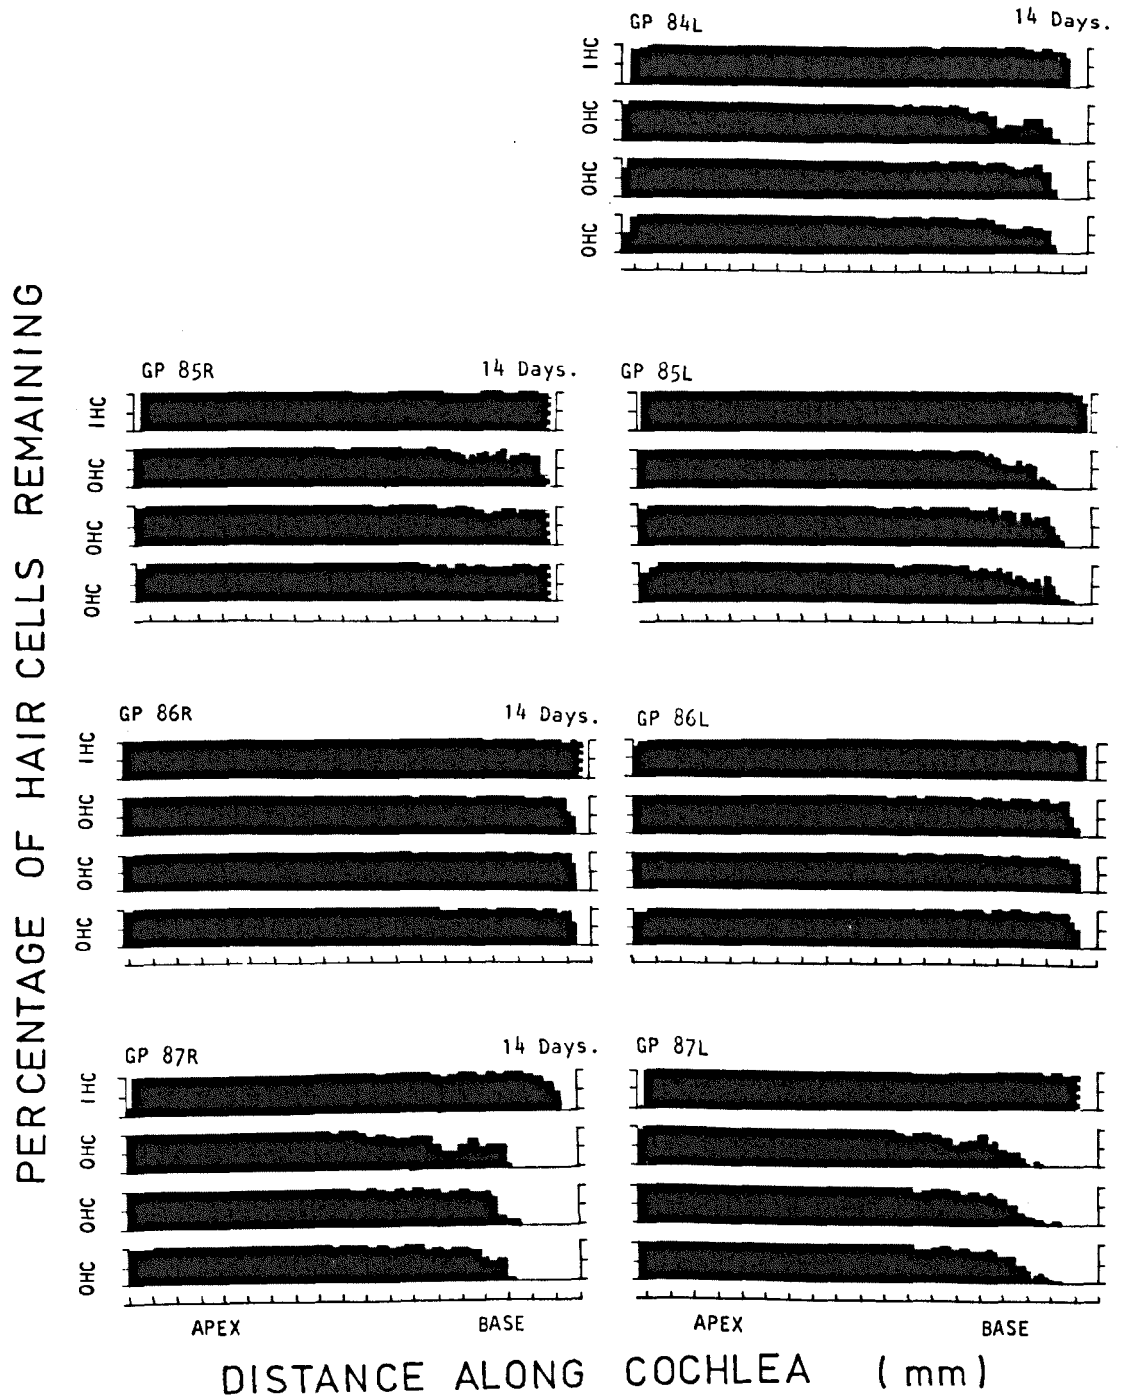 GP 84L 14 Days.
IHC
OHC
OHC
OHC
PERCENTAGE OF HAIR CELLS REMAINING
GP 85R 14 Days. GP 85L
IHC
OHC
OHC
OHC
GP 86R 14 Days. GP 86L
IHC
OHC
OHC
OHC
GP 87R 14 Days. GP 87L
IHC
OHC
OHC
OHC
APEX BASE APEX BASE
DISTANCE ALONG COCHLEA (mm)